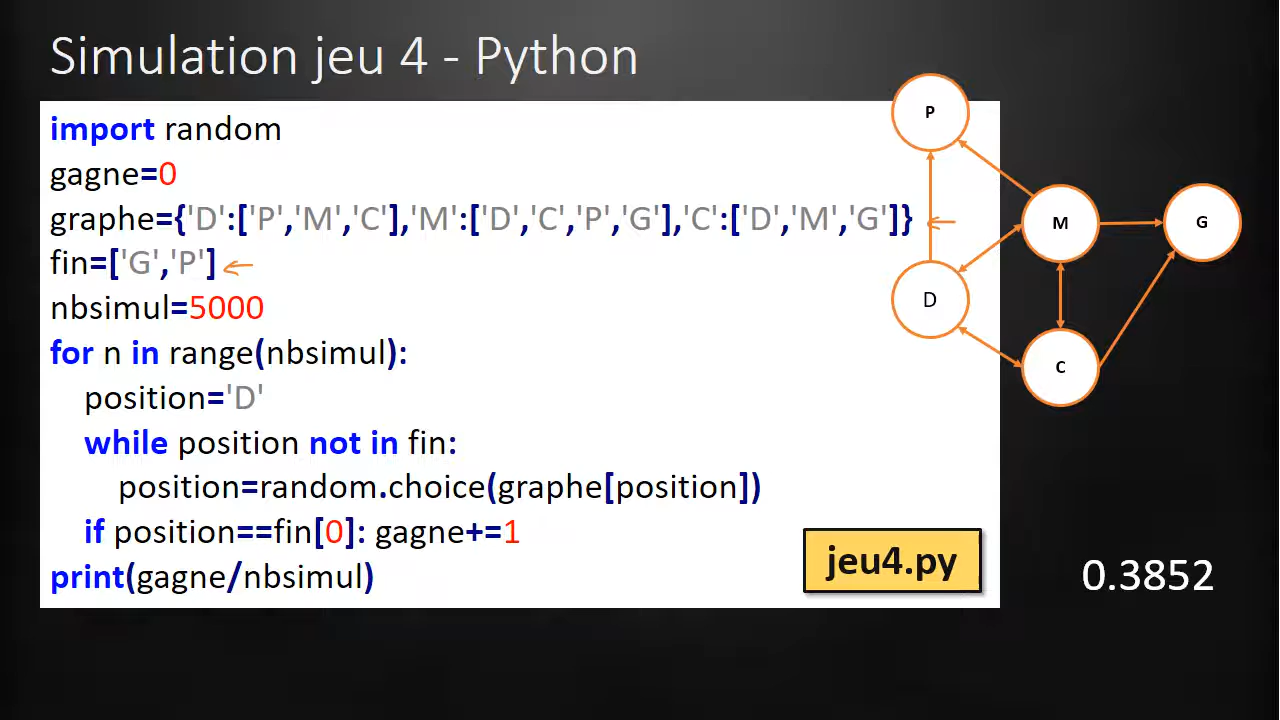 Simulation jeu 4 - Python
import random
gagne=0
graphe={'D':['P','M','C'],'M':['D','C','P','G'],'C':['D','M','G']}
fin=['G','P']
nbsimul=5000
for n in range(nbsimul):
position='D'
while position not in fin:
position=random.choice(graphe[position])
if position==fin[0]: gagne+=1
print(gagne/nbsimul)
jeu4.py
P
M
G
D
C
0.3852